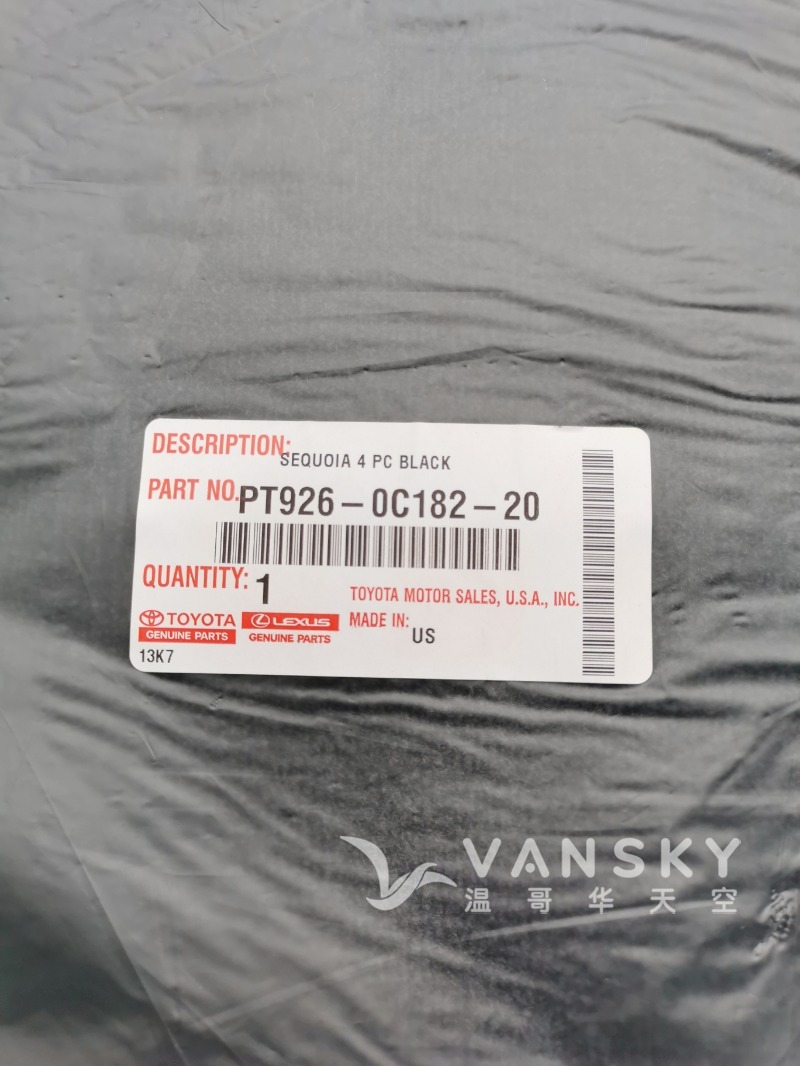 DESCRIPTION:
SEQUOIA 4 PC BLACK
PART NO. PT926-0C182-20
QUANTITY: 1
TOYOTA MOTOR SALES, U.S.A., INC.
TOYOTA LEXUS MADE IN: US
GENUINE PARTS GENUINE PARTS
13K7
VANSKY
温哥华天空